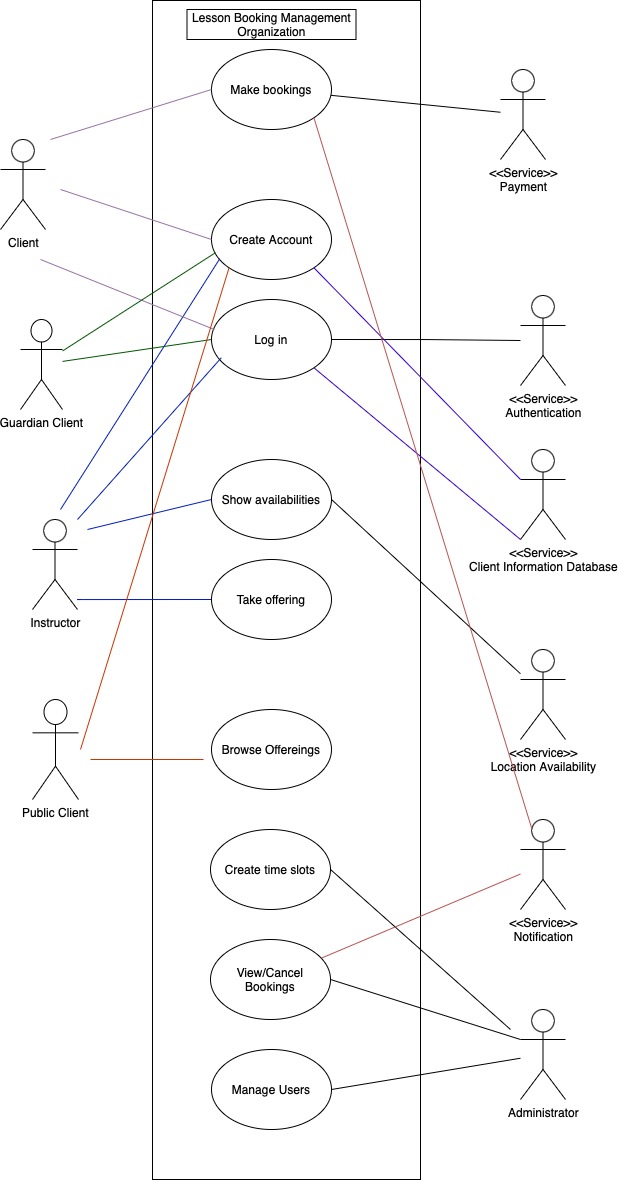 Lesson Booking Management
Organization
Make bookings
<<Service>>
Payment
Client
Create Account
Log in
<<Service>>
Authentication
Guardian Client
Show availabilities
<<Service>>
Client Information Database
Take offering
Instructor
Browse Offereings
<<Service>>
Location Availability
Public Client
Create time slots
<<Service>>
Notification
View/Cancel
Bookings
Manage Users
Administrator